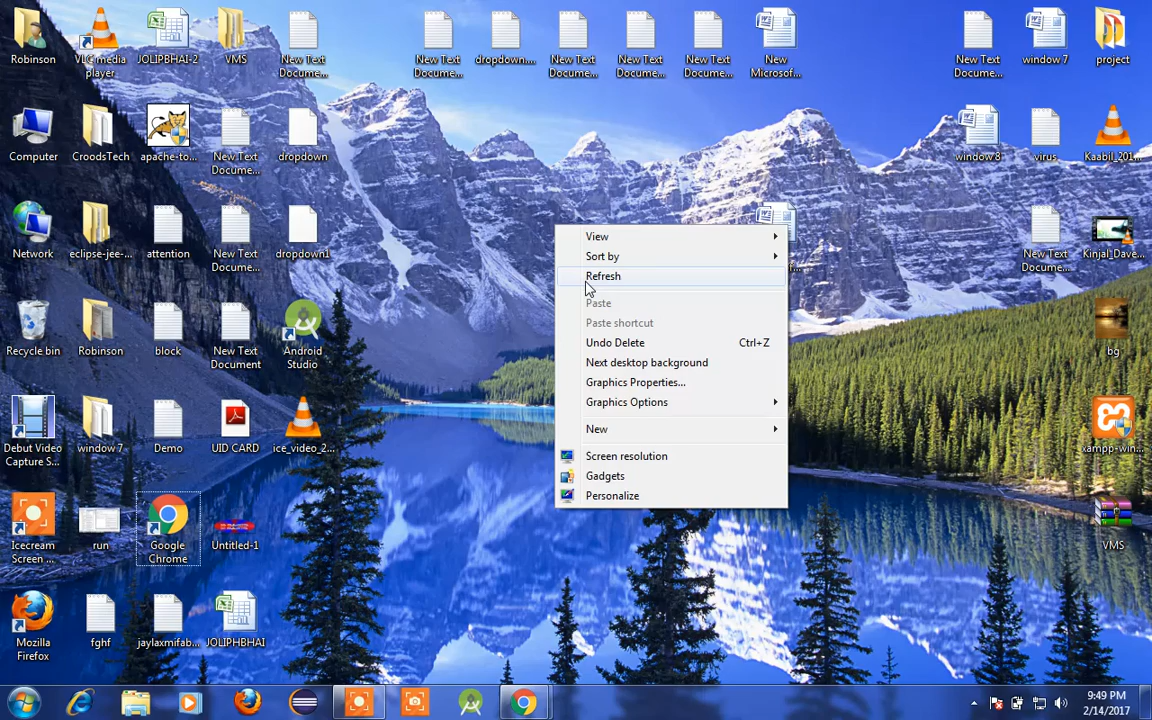 Robinson
VLC media
player
JOLIPBHAI-2
VMS
New Text
Docume...
New Text
Docume...
dropdown....
New Text
Docume...
New Text
Docume...
New Text
Docume...
New
Microsof...
New Text
Docume...
window 7
project
Computer
CroodsTech
apache-to...
New Text
Docume...
dropdown
window 8
virus
Kaabil_201...
Network
eclipse-jee-...
attention
New Text
Docume...
dropdown1
New Text
Docume...
Kinjal_Dave...
Recycle bin
Robinson
block
New Text
Document
Android
Studio
bg
Debut Video
Capture S...
window 7
Demo
UID CARD
ice_video_2...
xampp-win...
Icecream
Screen ...
run
Google
Chrome
Untitled-1
VMS
Mozilla
Firefox
fghf
jaylaxmifab...
JOLIPHBHAI
View
Sort by
Refresh
Paste
Paste shortcut
Undo Delete Ctrl+Z
Next desktop background
Graphics Properties...
Graphics Options
New
Screen resolution
Gadgets
Personalize
9:49 PM
2/14/2017